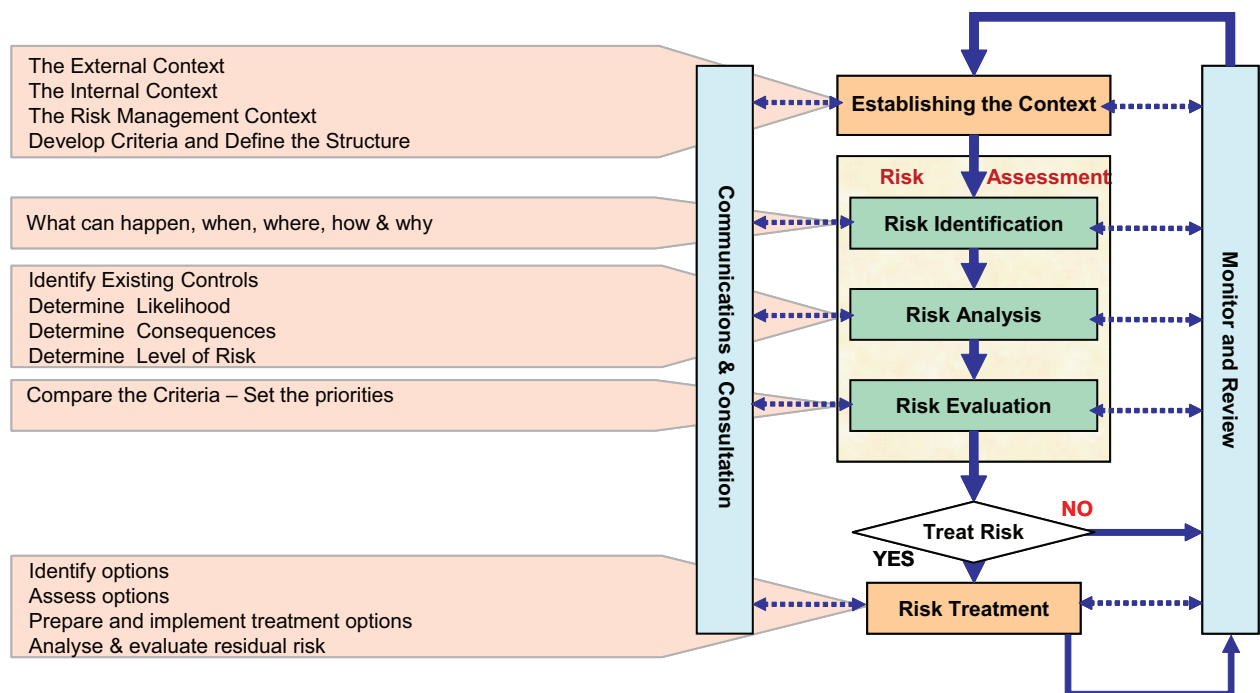 The External Context
The Internal Context
The Risk Management Context
Develop Criteria and Define the Structure
What can happen, when, where, how & why
Identify Existing Controls
Determine Likelihood
Determine Consequences
Determine Level of Risk
Compare the Criteria – Set the priorities
Identify options
Assess options
Prepare and implement treatment options
Analyse & evaluate residual risk
Communications & Consultation
Establishing the Context
Risk Assessment
Risk Identification
Risk Analysis
Risk Evaluation
Treat Risk
NO
YES
Risk Treatment
Monitor and Review